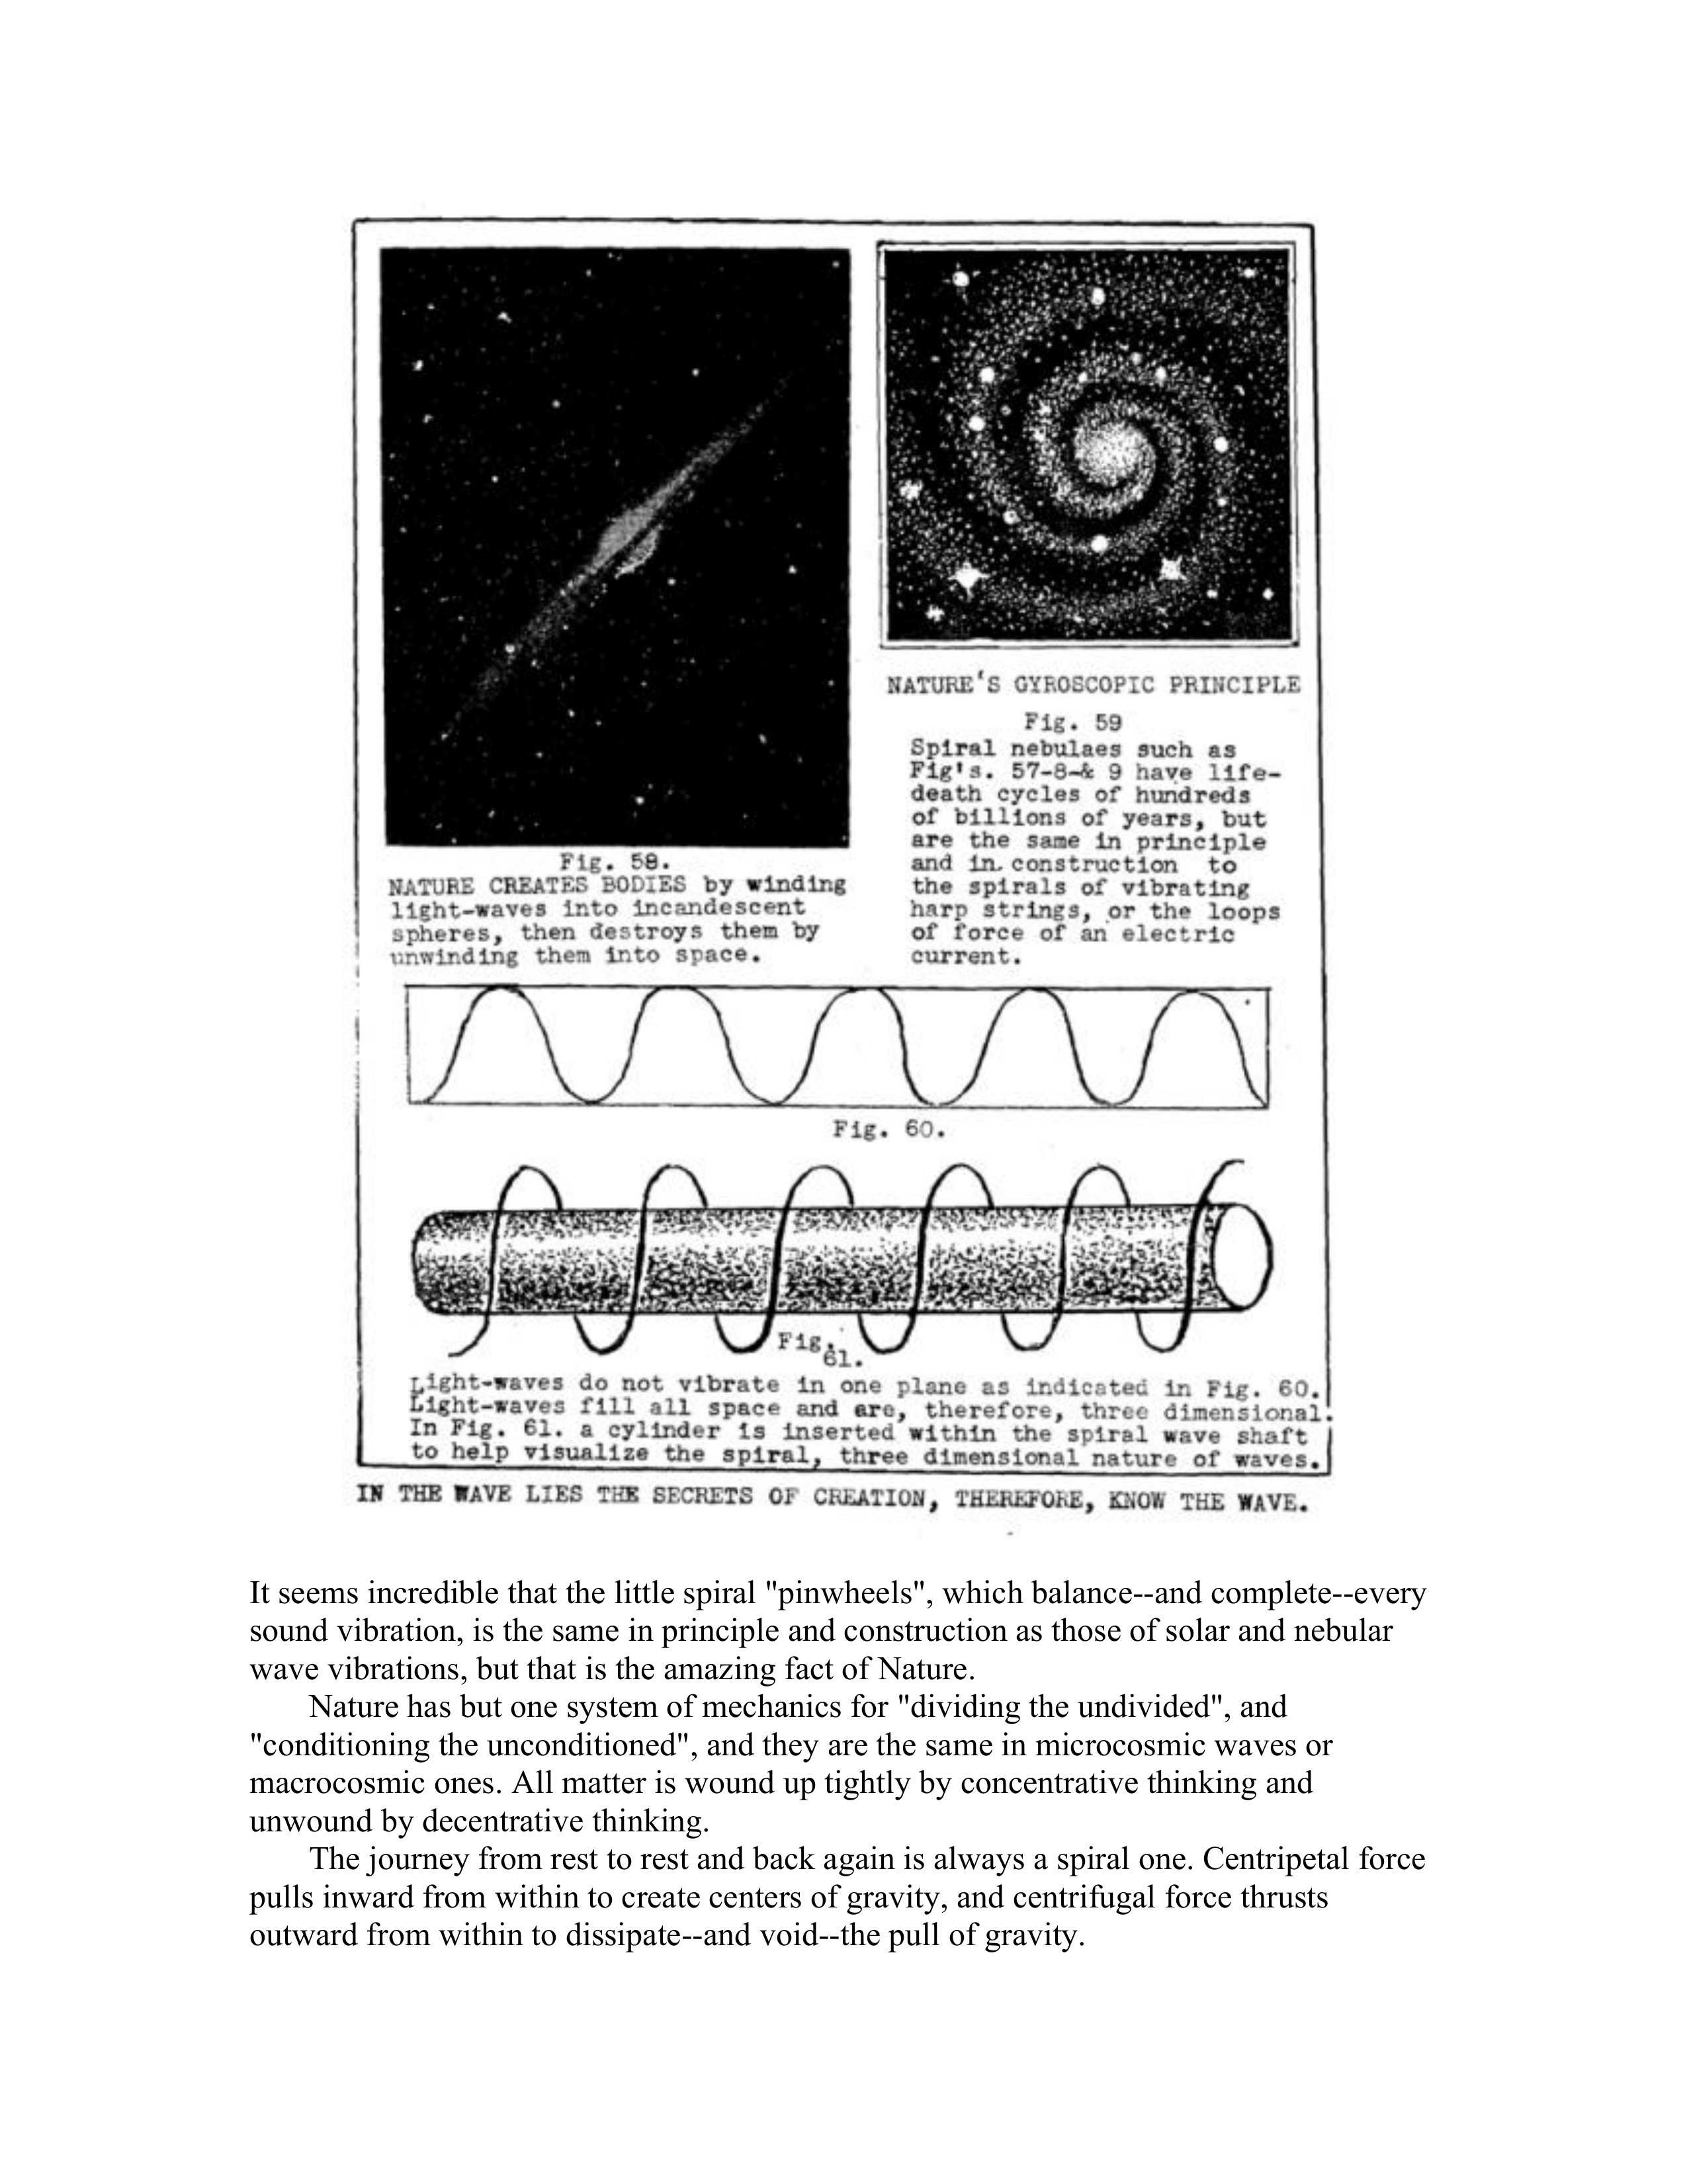 NATURE'S GYROSCOPIC PRINCIPLE
Fig. 59
Spiral nebulaes such as
Fig's. 57-8-& 9 have life-
death cycles of hundreds
of billions of years, but
are the same in principle
and in construction to
the spirals of vibrating
harp strings, or the loops
of force of an electric
current.
Fig. 58.
NATURE CREATES BODIES by winding
light-waves into incandescent
spheres, then destroys them by
unwinding them into space.
Fig. 60.
Fig.
61.
Light-waves do not vibrate in one plane as indicated in Fig. 60.
Light-waves fill all space and are, therefore, three dimensional.
In Fig. 61. a cylinder is inserted within the spiral wave shaft
to help visualize the spiral, three dimensional nature of waves.
IN THE WAVE LIES THE SECRETS OF CREATION, THEREFORE, KNOW THE WAVE.
It seems incredible that the little spiral "pinwheels", which balance--and complete--every
sound vibration, is the same in principle and construction as those of solar and nebular
wave vibrations, but that is the amazing fact of Nature.
Nature has but one system of mechanics for "dividing the undivided", and
"conditioning the unconditioned", and they are the same in microcosmic waves or
macrocosmic ones. All matter is wound up tightly by concentrative thinking and
unwound by decentrative thinking.
The journey from rest to rest and back again is always a spiral one. Centripetal force
pulls inward from within to create centers of gravity, and centrifugal force thrusts
outward from within to dissipate--and void--the pull of gravity.